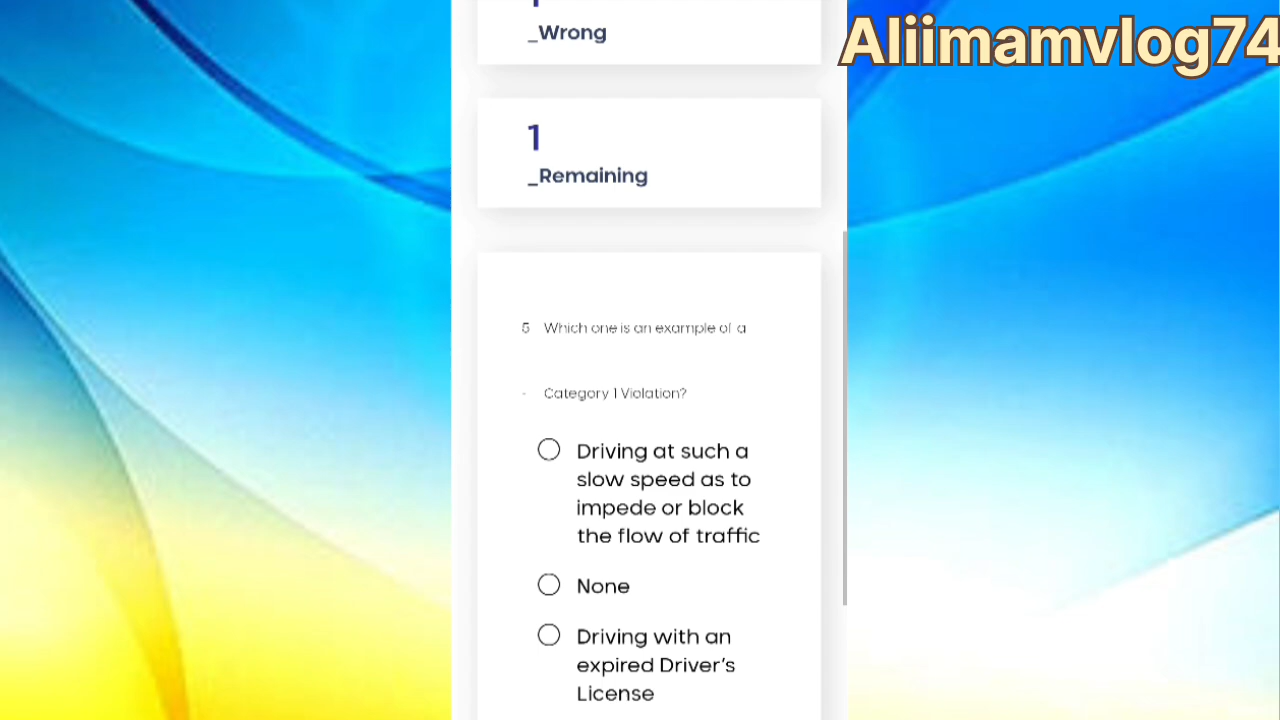 _Wrong
Aliimamvlog74
1
_Remaining
5 Which one is an example of a
- Category 1 Violation?
Driving at such a
slow speed as to
impede or block
the flow of traffic
None
Driving with an
expired Driver's
License